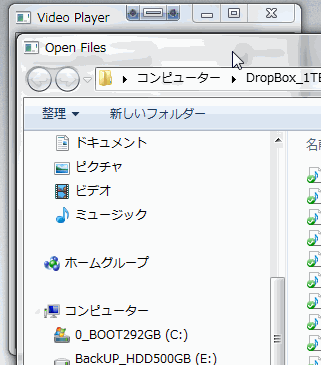 Video Player
Open Files
コンピューター DropBox_1TE
整理 新しいフォルダー
ドキュメント
ピクチャ
ビデオ
ミュージック
ホームグループ
コンピューター
0_BOOT292GB (C:)
BackUP_HDD500GB (E:)